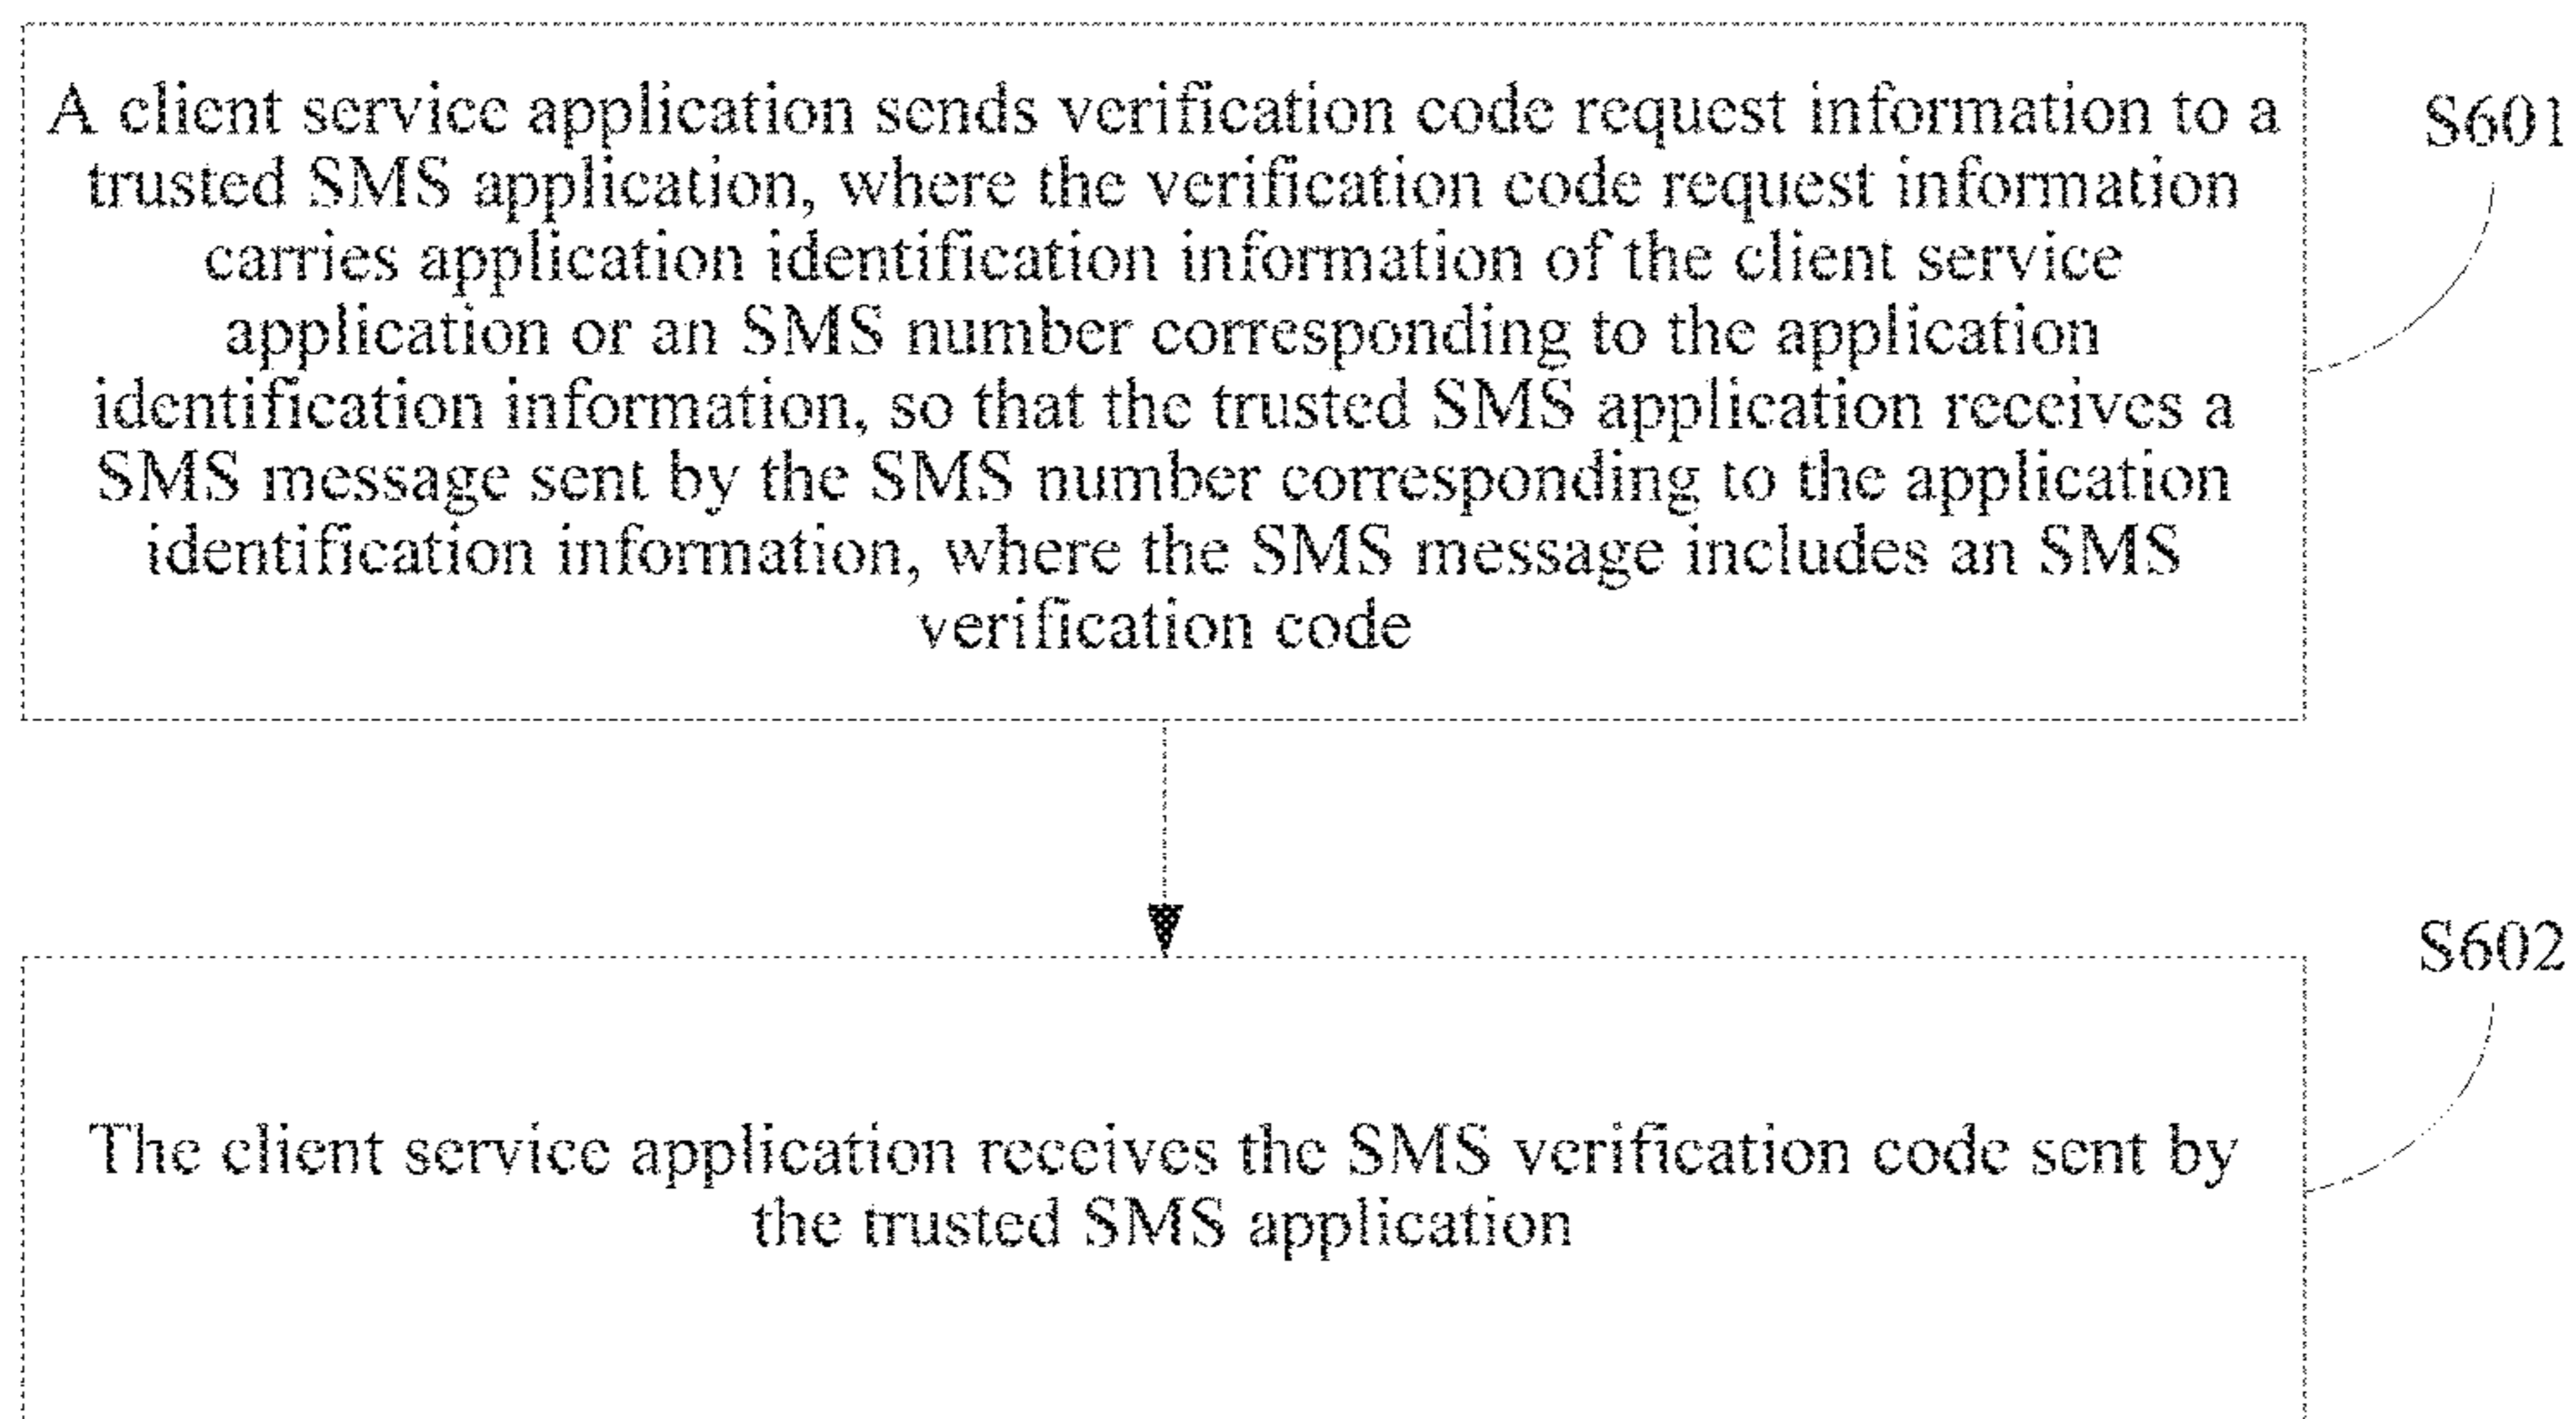 A client service application sends verification code request information to a
trusted SMS application, where the verification code request information
carries application identification information of the client service
application or an SMS number corresponding to the application
identification information, so that the trusted SMS application receives a
SMS message sent by the SMS number corresponding to the application
identification information, where the SMS message includes an SMS
verification code
S601
S602
The client service application receives the SMS verification code sent by
the trusted SMS application